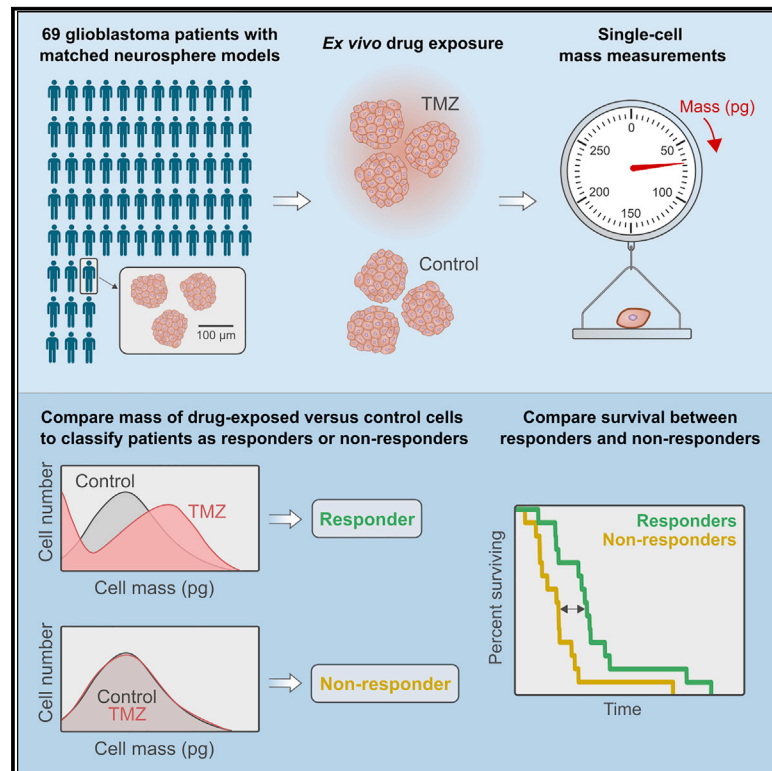 69 glioblastoma patients with
matched neurosphere models
100 µm
Ex vivo drug exposure
TMZ
Control
Single-cell
mass measurements
Mass (pg)
0
50
100
150
200
250
Compare mass of drug-exposed versus control cells
to classify patients as responders or non-responders
Cell number
Control
TMZ
Cell mass (pg)
Responder
Cell number
Control
TMZ
Cell mass (pg)
Non-responder
Compare survival between
responders and non-responders
Percent surviving
Responders
Non-responders
Time